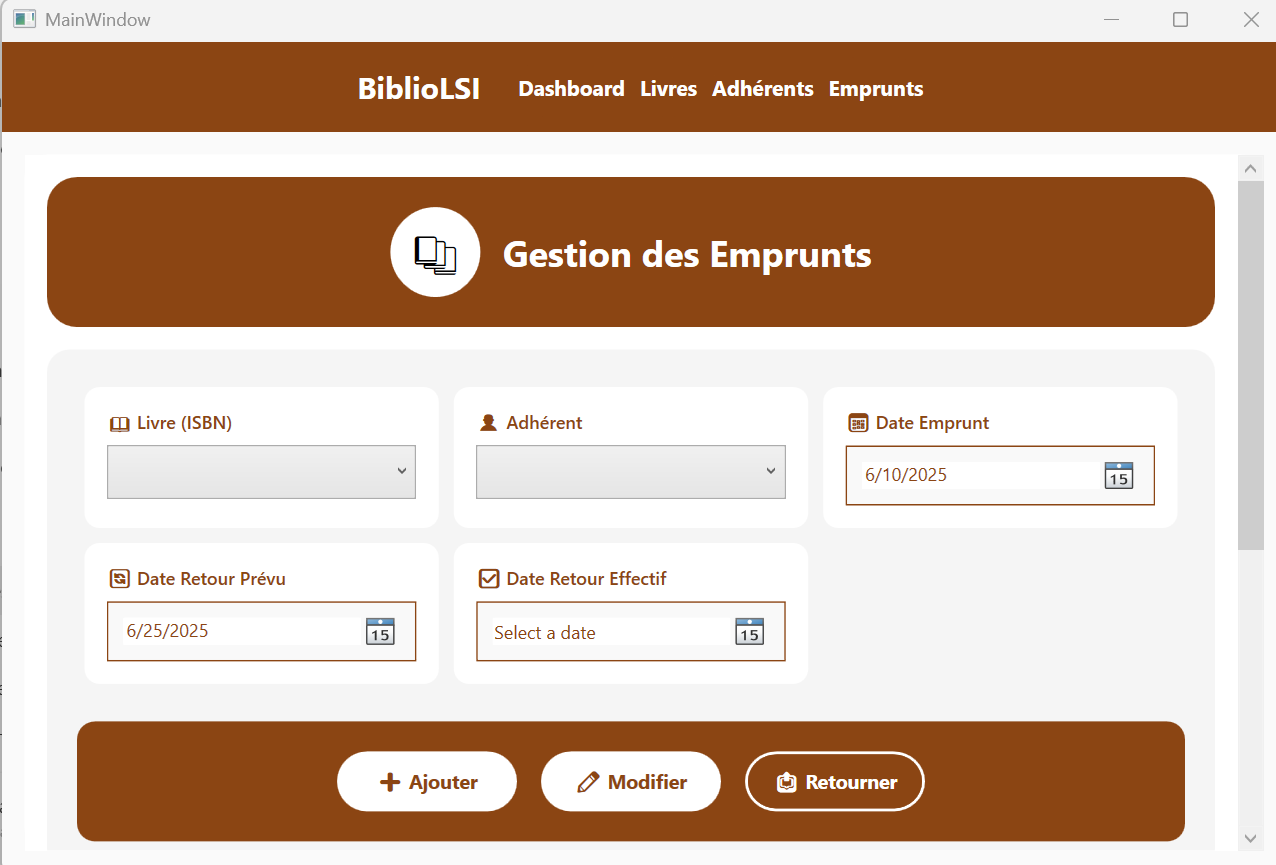 MainWindow
BiblioLSI Dashboard Livres Adhérents Emprunts
Gestion des Emprunts
Livre (ISBN)
Adhérent
Date Emprunt
6/10/2025
15
Date Retour Prévu
6/25/2025
15
Date Retour Effectif
Select a date
15
Ajouter
Modifier
Retourner